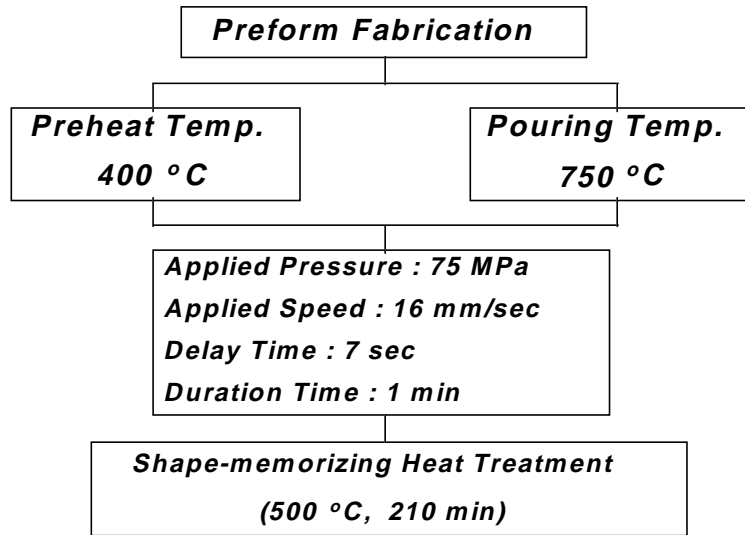 Preform Fabrication
Preheat Temp.
400 °C
Pouring Temp.
750 °C
Applied Pressure : 75 MPa
Applied Speed : 16 mm/sec
Delay Time : 7 sec
Duration Time : 1 min
Shape-memorizing Heat Treatment
(500 °C, 210 min)